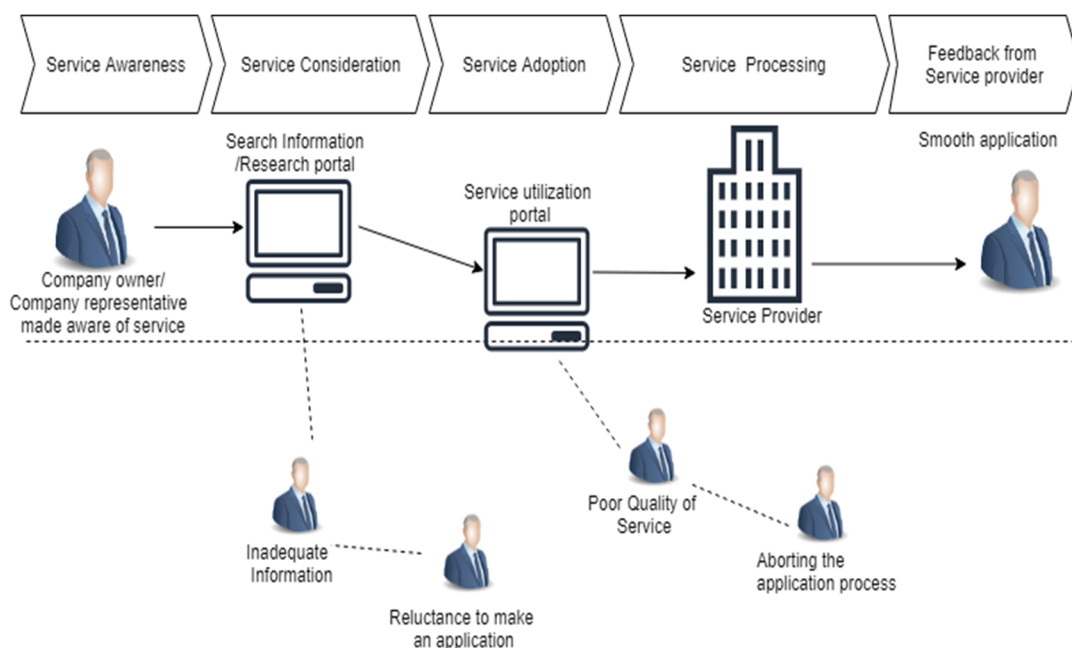 Service Awareness
Service Consideration
Service Adoption
Service Processing
Feedback from
Service provider
Search Information
/Research portal
Smooth application
Service utilization
portal
Company owner/
Company representative
made aware of service
Service Provider
Poor Quality of
Service
Inadequate
Information
Aborting the
application process
Reluctance to make
an application